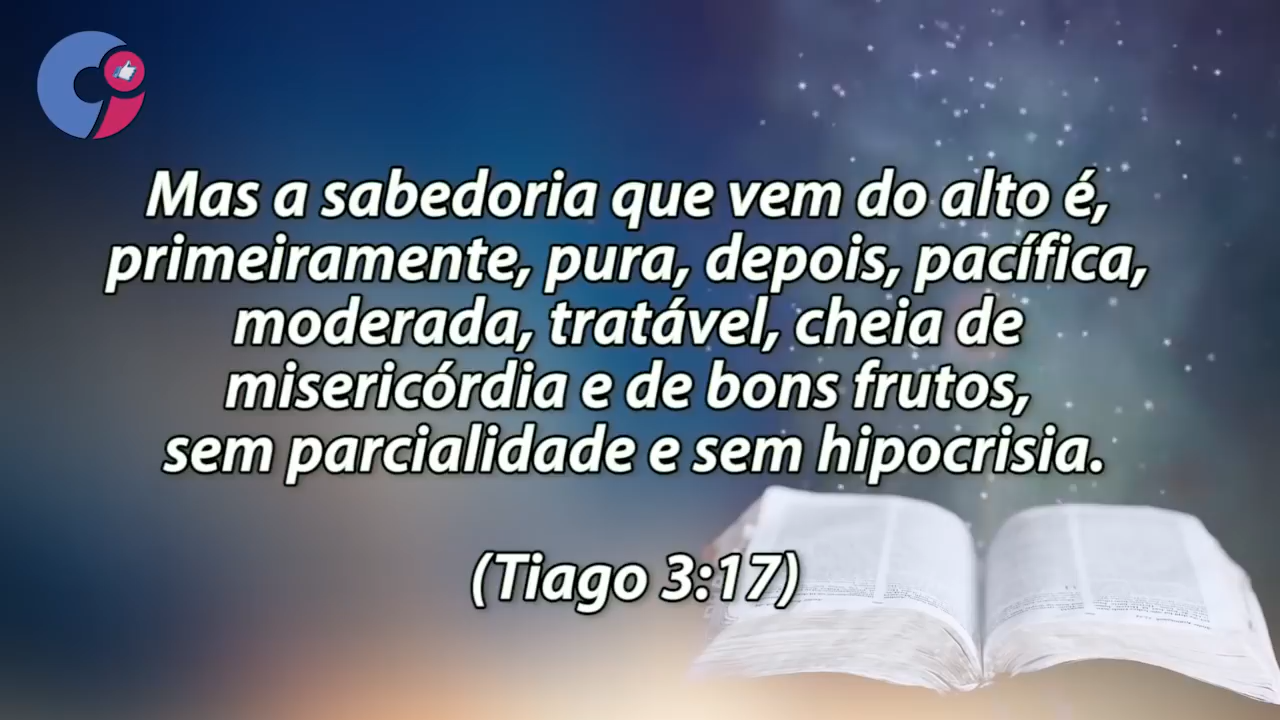 Mas a sabedoria que vem do alto é,
primeiramente, pura, depois, pacífica,
moderada, tratável, cheia de
misericórdia e de bons frutos,
sem parcialidade e sem hipocrisia.
(Tiago 3:17)